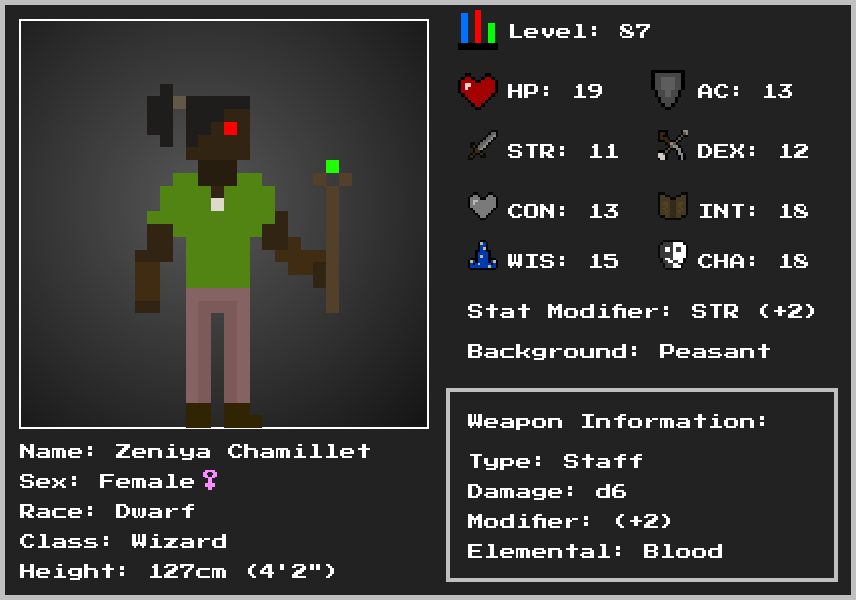 Level: 87
HP: 19
AC: 13
STR: 11
DEX: 12
CON: 13
INT: 18
WIS: 15
CHA: 18
Stat Modifier: STR (+2)
Background: Peasant
Name: Zeniya Chamillet
Sex: Female♀
Race: Dwarf
Class: Wizard
Height: 127cm (4'2")
Weapon Information:
Type: Staff
Damage: d6
Modifier: (+2)
Elemental: Blood